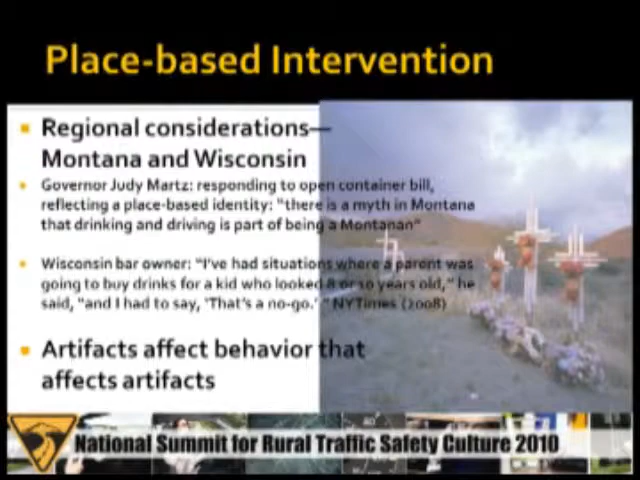 Place-based Intervention
Regional considerations—
Montana and Wisconsin
Governor Judy Martz: responding to open container bill,
reflecting a place-based identity: "there is a myth in Montana
that drinking and driving is part of being a Montanan"
Wisconsin bar owner: "I've had situations where a parent was
going to buy drinks for a kid who looked 8 or 10 years old," he
said, "and I had to say, 'That's a no-go.' " NYTimes (2008)
Artifacts affect behavior that
affects artifacts
National Summit for Rural Traffic Safety Culture 2010